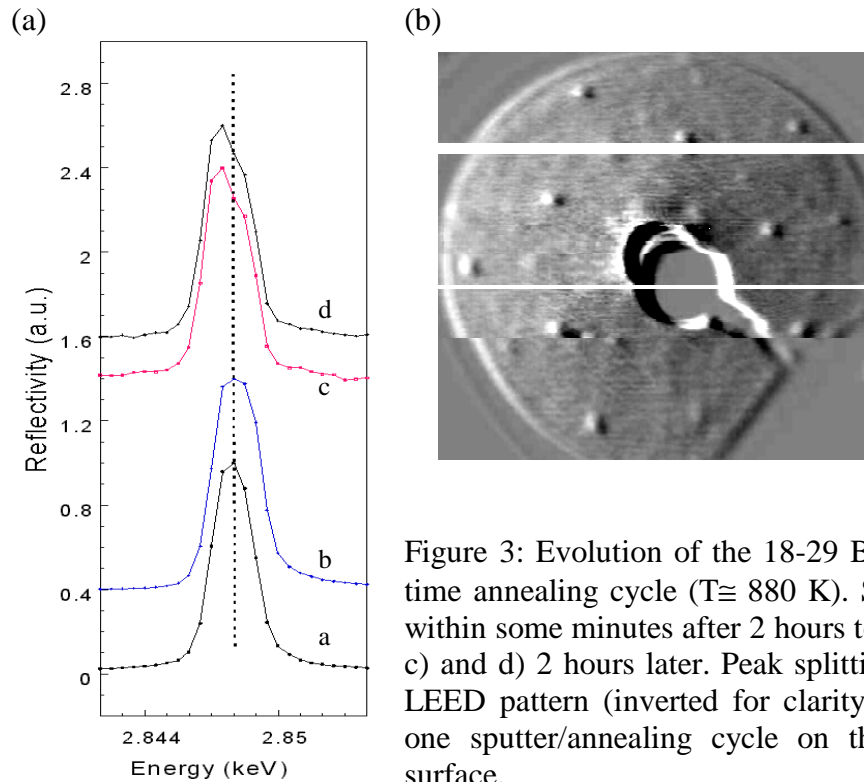 (a)
(b)
2.8
2.4
2
1.6
1.2
0.8
0.4
0
Reflectivity (a.u.)
d
c
b
a
2.844
2.85
Energy (keV)
Figure 3: Evolution of the 18-29 B
time annealing cycle (T≅ 880 K). S
within some minutes after 2 hours t
c) and d) 2 hours later. Peak splitti
LEED pattern (inverted for clarity
one sputter/annealing cycle on th
surface.